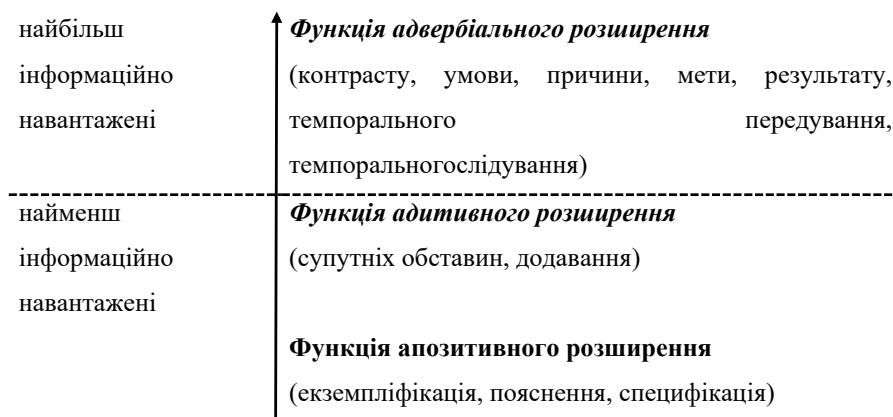 найбільш
інформаційно
навантажені
Функція адвербіального розширення
(контрасту, умови, причини, мети, результату,
темпорального передування,
темпоральногослідування)
найменш
інформаційно
навантажені
Функція адитивного розширення
(супутніх обставин, додавання)
Функція апозитивного розширення
(екземпліфікація, пояснення, специфікація)